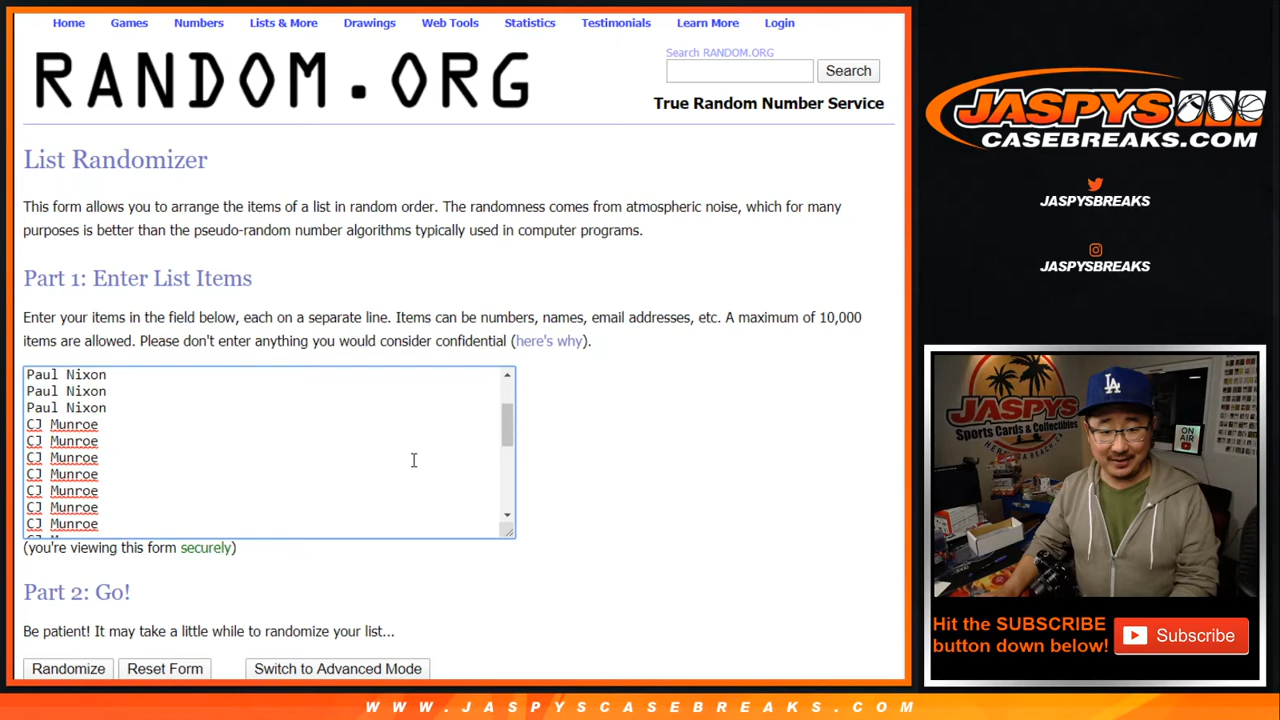 Home Games Numbers Lists & More Drawings Web Tools Statistics Testimonials Learn More Login
RANDOM.ORG
Search RANDOM.ORG
Search
True Random Number Service
List Randomizer
This form allows you to arrange the items of a list in random order. The randomness comes from atmospheric noise, which for many
purposes is better than the pseudo-random number algorithms typically used in computer programs.
Part 1: Enter List Items
Enter your items in the field below, each on a separate line. Items can be numbers, names, email addresses, etc. A maximum of 10,000
items are allowed. Please don't enter anything you would consider confidential (here's why).
Paul Nixon
Paul Nixon
Paul Nixon
CJ Munroe
CJ Munroe
CJ Munroe
CJ Munroe
CJ Munroe
CJ Munroe
CJ Munroe
(you're viewing this form securely)
Part 2: Go!
Be patient! It may take a little while to randomize your list...
Randomize Reset Form Switch to Advanced Mode
JASPYS
CASEBREAKS.COM
JASPYSBREAKS
JASPYSBREAKS
JASPYS
Sports Cards & Collectibles
LA
ON
AIR
Hit the SUBSCRIBE
button down below!
Subscribe
WWW.JASPYSCASEBREAKS.COM